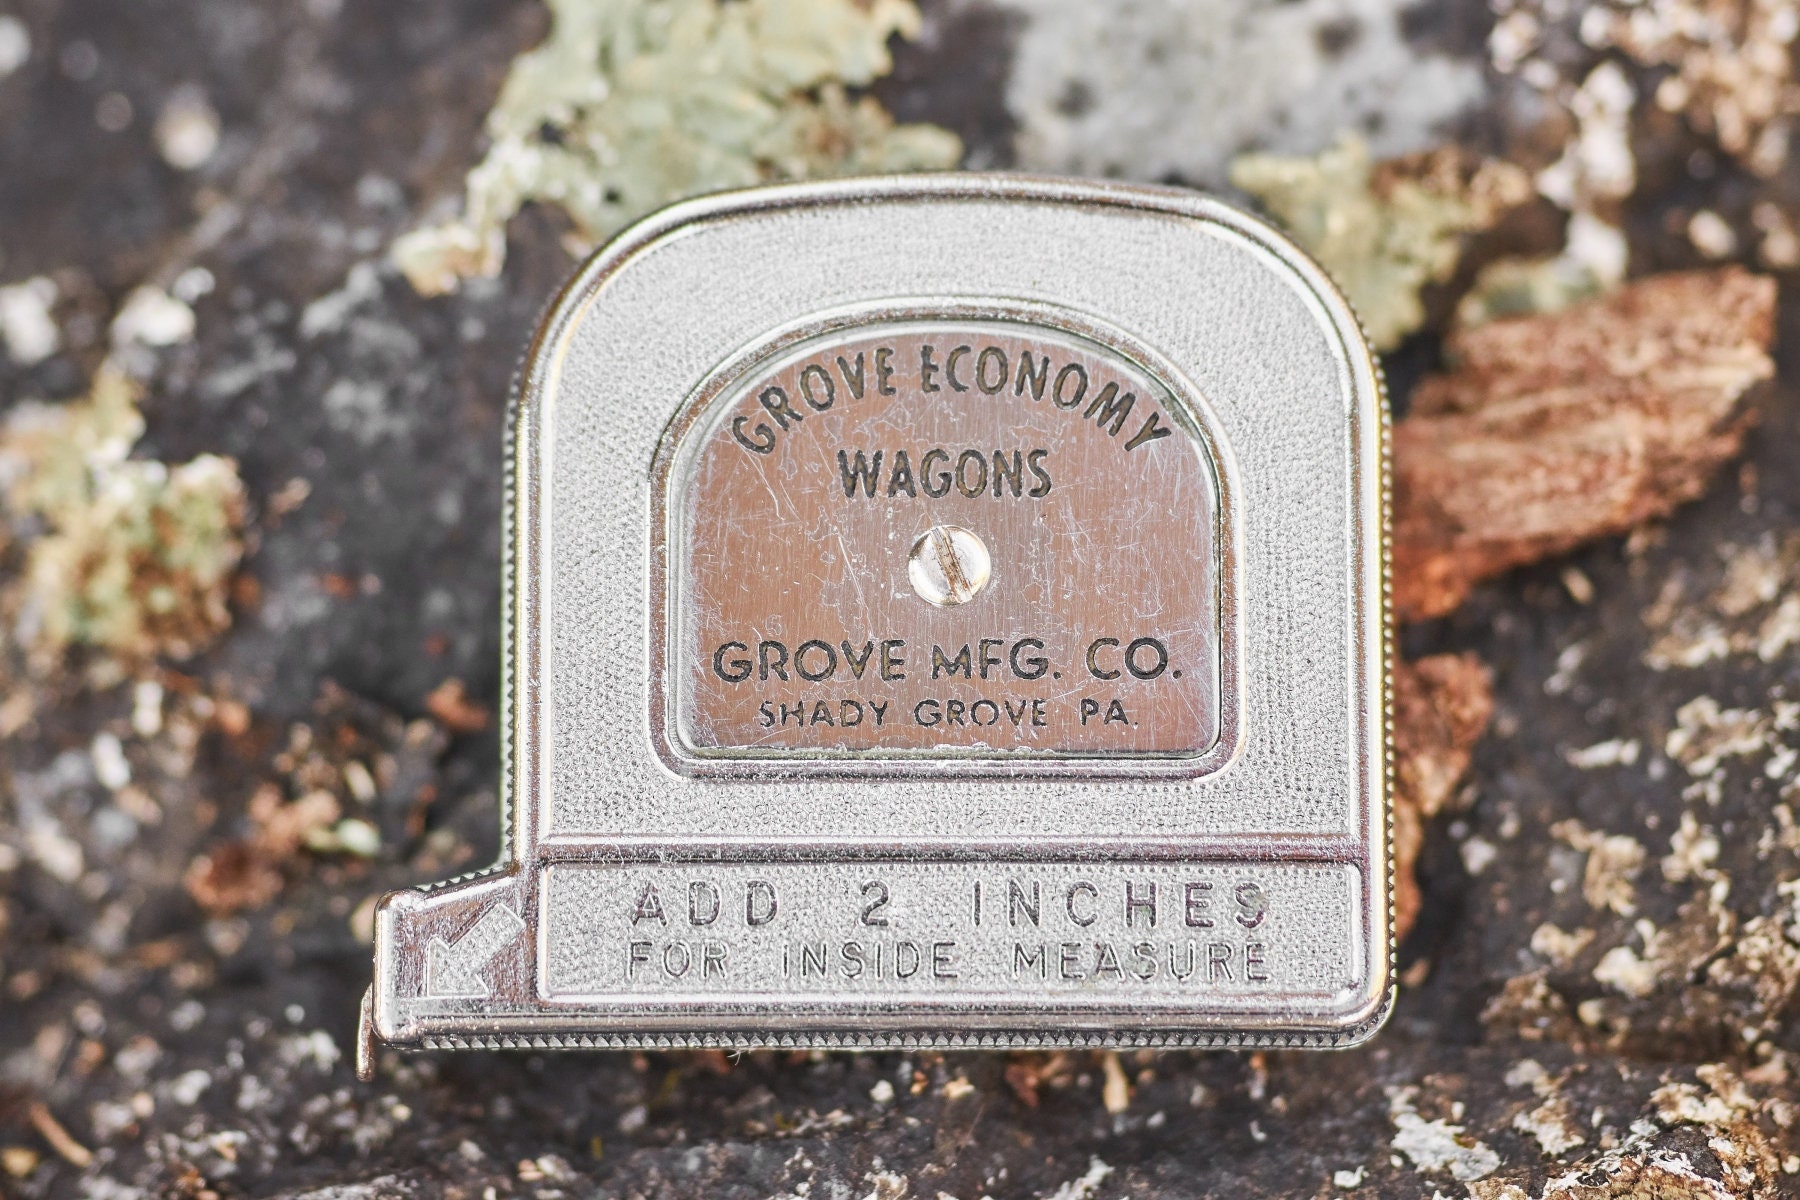 GROVE ECONOMY
WAGONS
GROVE MFG. CO.
SHADY GROVE PA.
ADD 2 INCHES
FOR INSIDE MEASURE